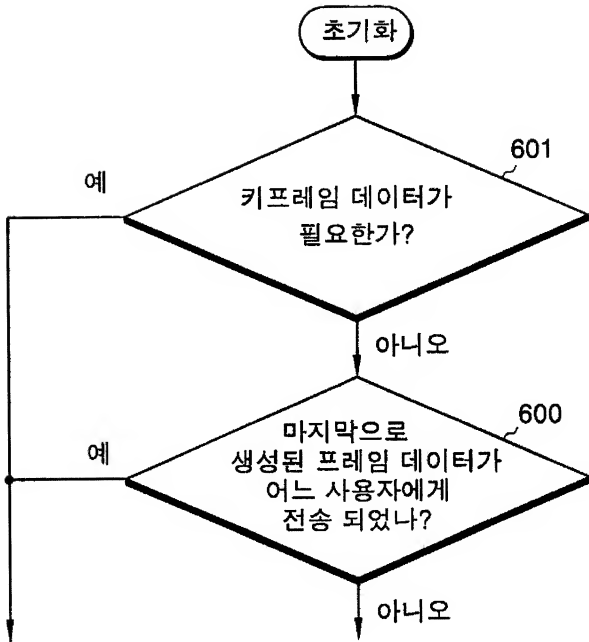 초기화
601
예
키프레임 데이터가
필요한가?
아니오
600
예
마지막으로
생성된 프레임 데이터가
어느 사용자에게
전송 되었나?
아니오